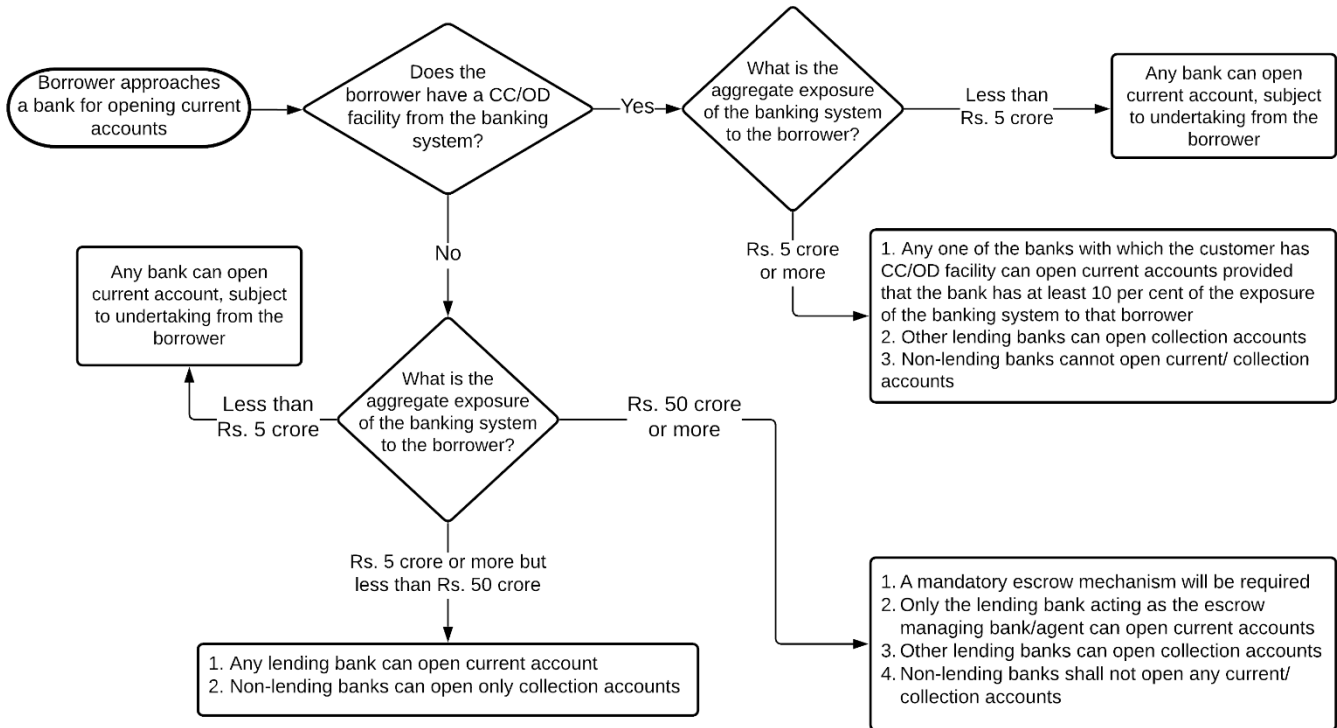 Borrower approaches
a bank for opening current
accounts
Does the
borrower have a CC/OD
facility from the banking
system?
Yes
What is the
aggregate exposure
of the banking system
to the borrower?
Less than
Rs. 5 crore
Any bank can open
current account, subject
to undertaking from the
borrower
Rs. 5 crore
or more
1. Any one of the banks with which the customer has
CC/OD facility can open current accounts provided
that the bank has at least 10 per cent of the exposure
of the banking system to that borrower
2. Other lending banks can open collection accounts
3. Non-lending banks cannot open current/ collection
accounts
No
What is the
aggregate exposure
of the banking system
to the borrower?
Less than
Rs. 5 crore
Any bank can open
current account, subject
to undertaking from the
borrower
Rs. 5 crore or more but
less than Rs. 50 crore
1. Any lending bank can open current account
2. Non-lending banks can open only collection accounts
Rs. 50 crore
or more
1. A mandatory escrow mechanism will be required
2. Only the lending bank acting as the escrow
managing bank/agent can open current accounts
3. Other lending banks can open collection accounts
4. Non-lending banks shall not open any current/
collection accounts